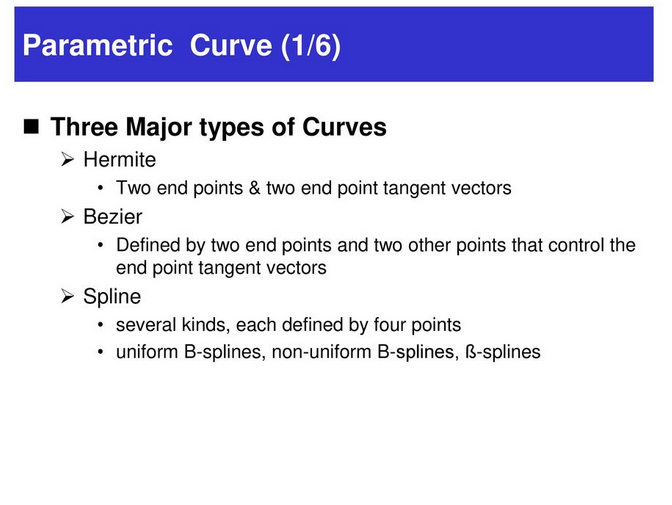 Parametric  Curve (1/6)
■ Three Major types of Curves
➢ Hermite
• Two end points & two end point tangent vectors
➢ Bezier
• Defined by two end points and two other points that control the
end point tangent vectors
➢ Spline
• several kinds, each defined by four points
• uniform B-splines, non-uniform B-splines, ß-splines